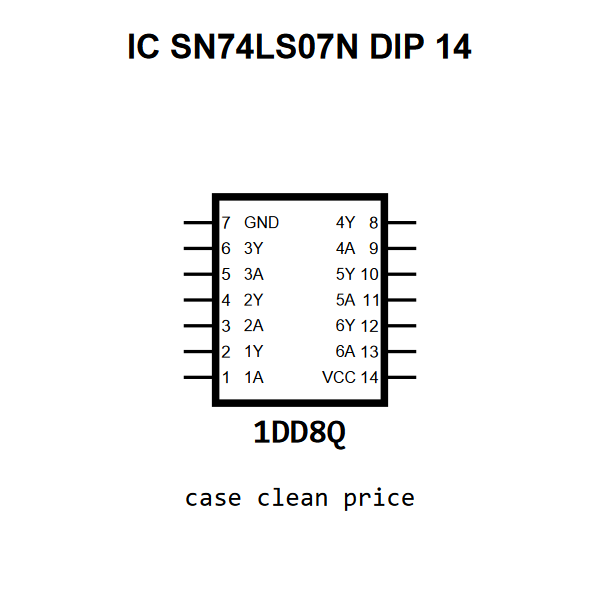 IC SN74LS07N DIP 14
7 GND 4Y 8
6 3Y 4A 9
5 3A 5Y 10
4 2Y 5A 11
3 2A 6Y 12
2 1Y 6A 13
1 1A VCC 14
1DD8Q
case clean price